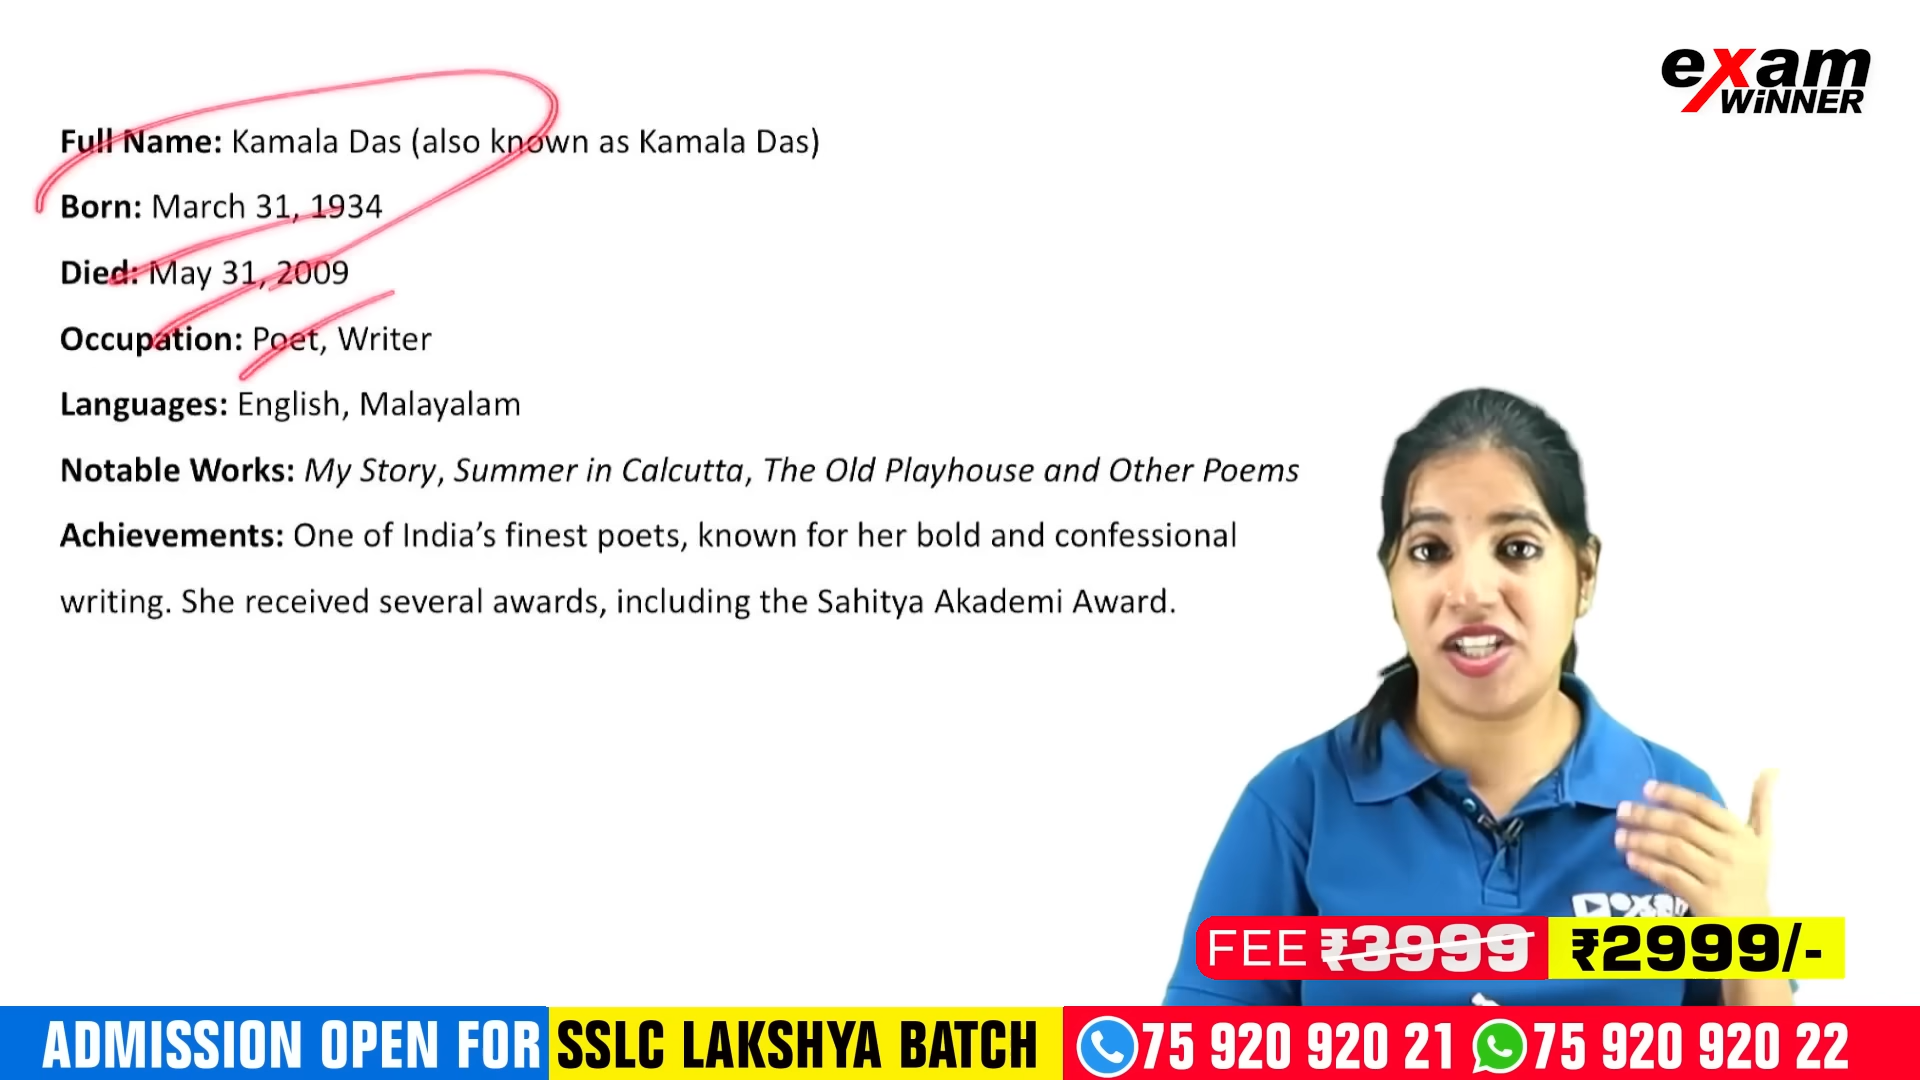 exam
WiNNER
Full Name: Kamala Das (also known as Kamala Das)
Born: March 31, 1934
Died: May 31, 2009
Occupation: Poet, Writer
Languages: English, Malayalam
Notable Works: My Story, Summer in Calcutta, The Old Playhouse and Other Poems
Achievements: One of India’s finest poets, known for her bold and confessional
writing. She received several awards, including the Sahitya Akademi Award.
exam
FEE ₹3999 ₹2999/-
ADMISSION OPEN FOR SSLC LAKSHYA BATCH 75 920 920 21 75 920 920 22